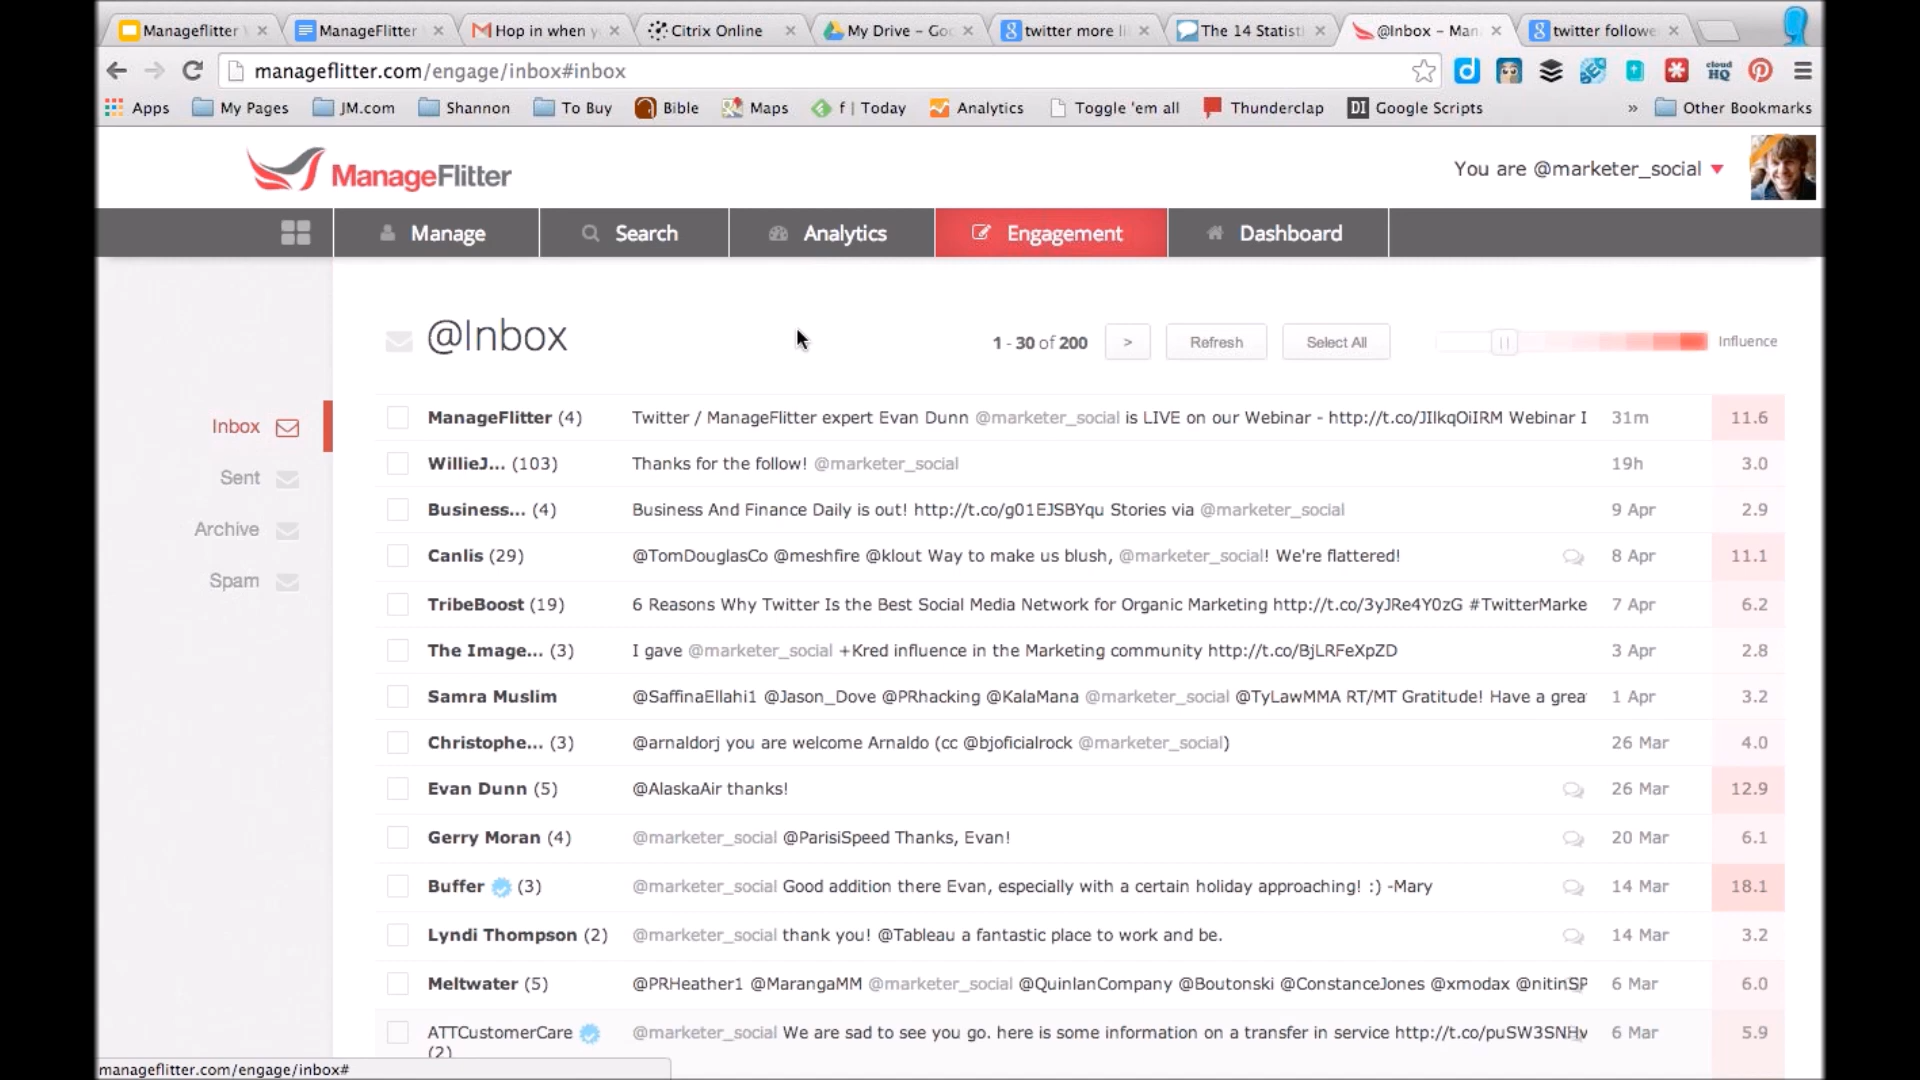 Manageflitter
ManageFlitter
Hop in when y
Citrix Online
My Drive – Goo
twitter more li
The 14 Statisti
@Inbox – Man
twitter followe
manageflitter.com/engage/inbox#inbox
cloud HQ
Apps My Pages JM.com Shannon To Buy Bible Maps f | Today Analytics Toggle 'em all Thunderclap DI Google Scripts » Other Bookmarks
ManageFlitter
You are @marketer_social
Manage Search Analytics Engagement Dashboard
@Inbox
1 - 30 of 200 > Refresh Select All Influence
Inbox
Sent
Archive
Spam
ManageFlitter (4) Twitter / ManageFlitter expert Evan Dunn @marketer_social is LIVE on our Webinar - http://t.co/JIlkqOiIRM Webinar I 31m 11.6
WillieJ... (103) Thanks for the follow! @marketer_social 19h 3.0
Business... (4) Business And Finance Daily is out! http://t.co/g01EJSBYqu Stories via @marketer_social 9 Apr 2.9
Canlis (29) @TomDouglasCo @meshfire @klout Way to make us blush, @marketer_social! We're flattered! 8 Apr 11.1
TribeBoost (19) 6 Reasons Why Twitter Is the Best Social Media Network for Organic Marketing http://t.co/3yJRe4Y0zG #TwitterMarke 7 Apr 6.2
The Image... (3) I gave @marketer_social +Kred influence in the Marketing community http://t.co/BjLRFeXpZD 3 Apr 2.8
Samra Muslim @SaffinaEllahi1 @Jason_Dove @PRhacking @KalaMana @marketer_social @TyLawMMA RT/MT Gratitude! Have a grea 1 Apr 3.2
Christophe... (3) @arnaldorj you are welcome Arnaldo (cc @bjoficialrock @marketer_social) 26 Mar 4.0
Evan Dunn (5) @AlaskaAir thanks! 26 Mar 12.9
Gerry Moran (4) @marketer_social @ParisiSpeed Thanks, Evan! 20 Mar 6.1
Buffer (3) @marketer_social Good addition there Evan, especially with a certain holiday approaching! :) -Mary 14 Mar 18.1
Lyndi Thompson (2) @marketer_social thank you! @Tableau a fantastic place to work and be. 14 Mar 3.2
Meltwater (5) @PRHeather1 @MarangaMM @marketer_social @QuinlanCompany @Boutonski @ConstanceJones @xmodax @nitinSP 6 Mar 6.0
ATTCustomerCare (2) @marketer_social We are sad to see you go. here is some information on a transfer in service http://t.co/puSW3SNHv 6 Mar 5.9
manageflitter.com/engage/inbox#